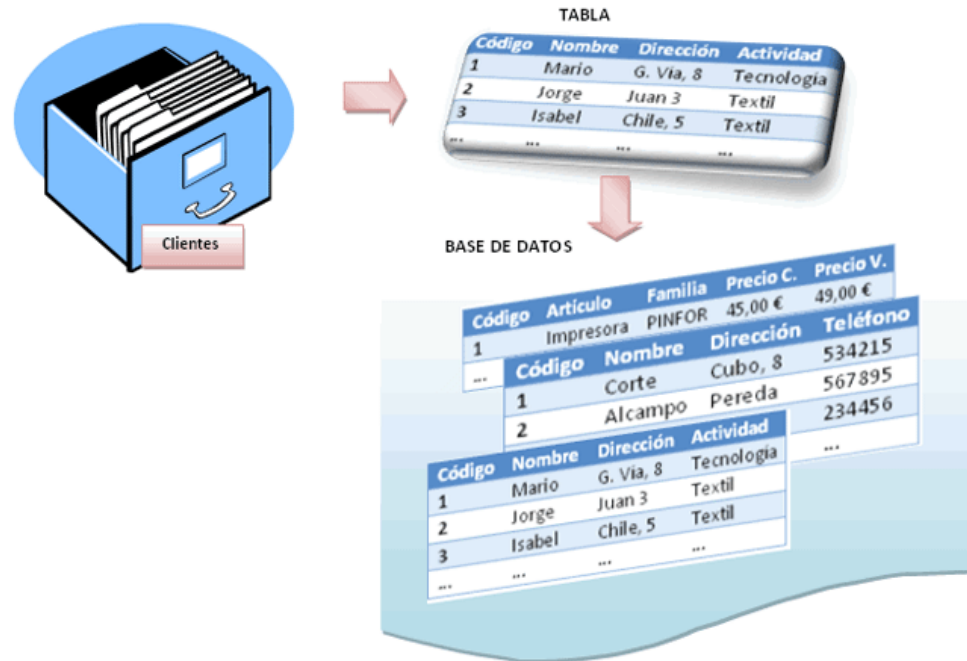 TABLA
Código Nombre Dirección Actividad
1 Mario G. Vía, 8 Tecnología
2 Jorge Juan 3 Textil
3 Isabel Chile, 5 Textil
... ... ... ...
Clientes
BASE DE DATOS
Código Artículo Familia Precio C. Precio V.
1 Impresora PINFOR 45,00 € 49,00 €
...
Código Nombre Dirección Teléfono
1 Corte Cubo, 8 534215
2 Alcampo Pereda 567895
234456
...
Código Nombre Dirección Actividad
1 Mario G. Vía, 8 Tecnología
2 Jorge Juan 3 Textil
3 Isabel Chile, 5 Textil
... ... ... ...